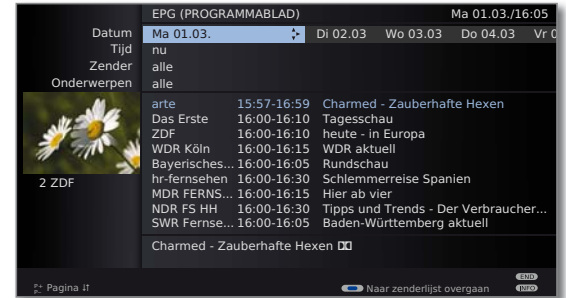 EPG (PROGRAMMABLAD) Ma 01.03./16:05
Datum Ma 01.03. Di 02.03 Wo 03.03 Do 04.03 Vr 0
Tijd nu
Zender alle
Onderwerpen alle
arte 15:57-16:59 Charmed - Zauberhafte Hexen
Das Erste 16:00-16:10 Tagesschau
ZDF 16:00-16:10 heute - in Europa
WDR Köln 16:00-16:15 WDR aktuell
Bayerisches... 16:00-16:15 Rundschau
hr-fernsehen 16:00-16:30 Schlemmerreise Spanien
MDR FERNS... 16:00-16:15 Hier ab vier
NDR FS HH 16:00-16:30 Tipps und Trends - Der Verbraucher...
SWR Fernse... 16:00-16:05 Baden-Württemberg aktuell
2 ZDF
Charmed - Zauberhafte Hexen
END
P+ P- Pagina
Naar zenderlijst overgaan INFO